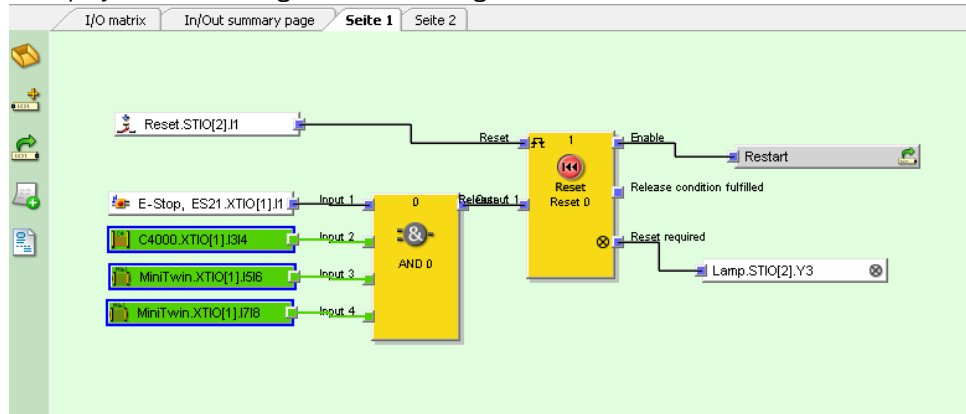 I/O matrix
In/Out summary page
Seite 1
Seite 2
Reset.STIO[2].I1
Reset
1
Enable
Restart
Reset
Reset 0
Release condition fulfilled
Reset required
Lamp.STIO[2].Y3
E-Stop, ES21.XTIO[1].I1
Input 1
0
Output 1
C4000.XTIO[1].I3I4
Input 2
&
AND 0
MiniTwin.XTIO[1].I5I6
Input 3
MiniTwin.XTIO[1].I7I8
Input 4